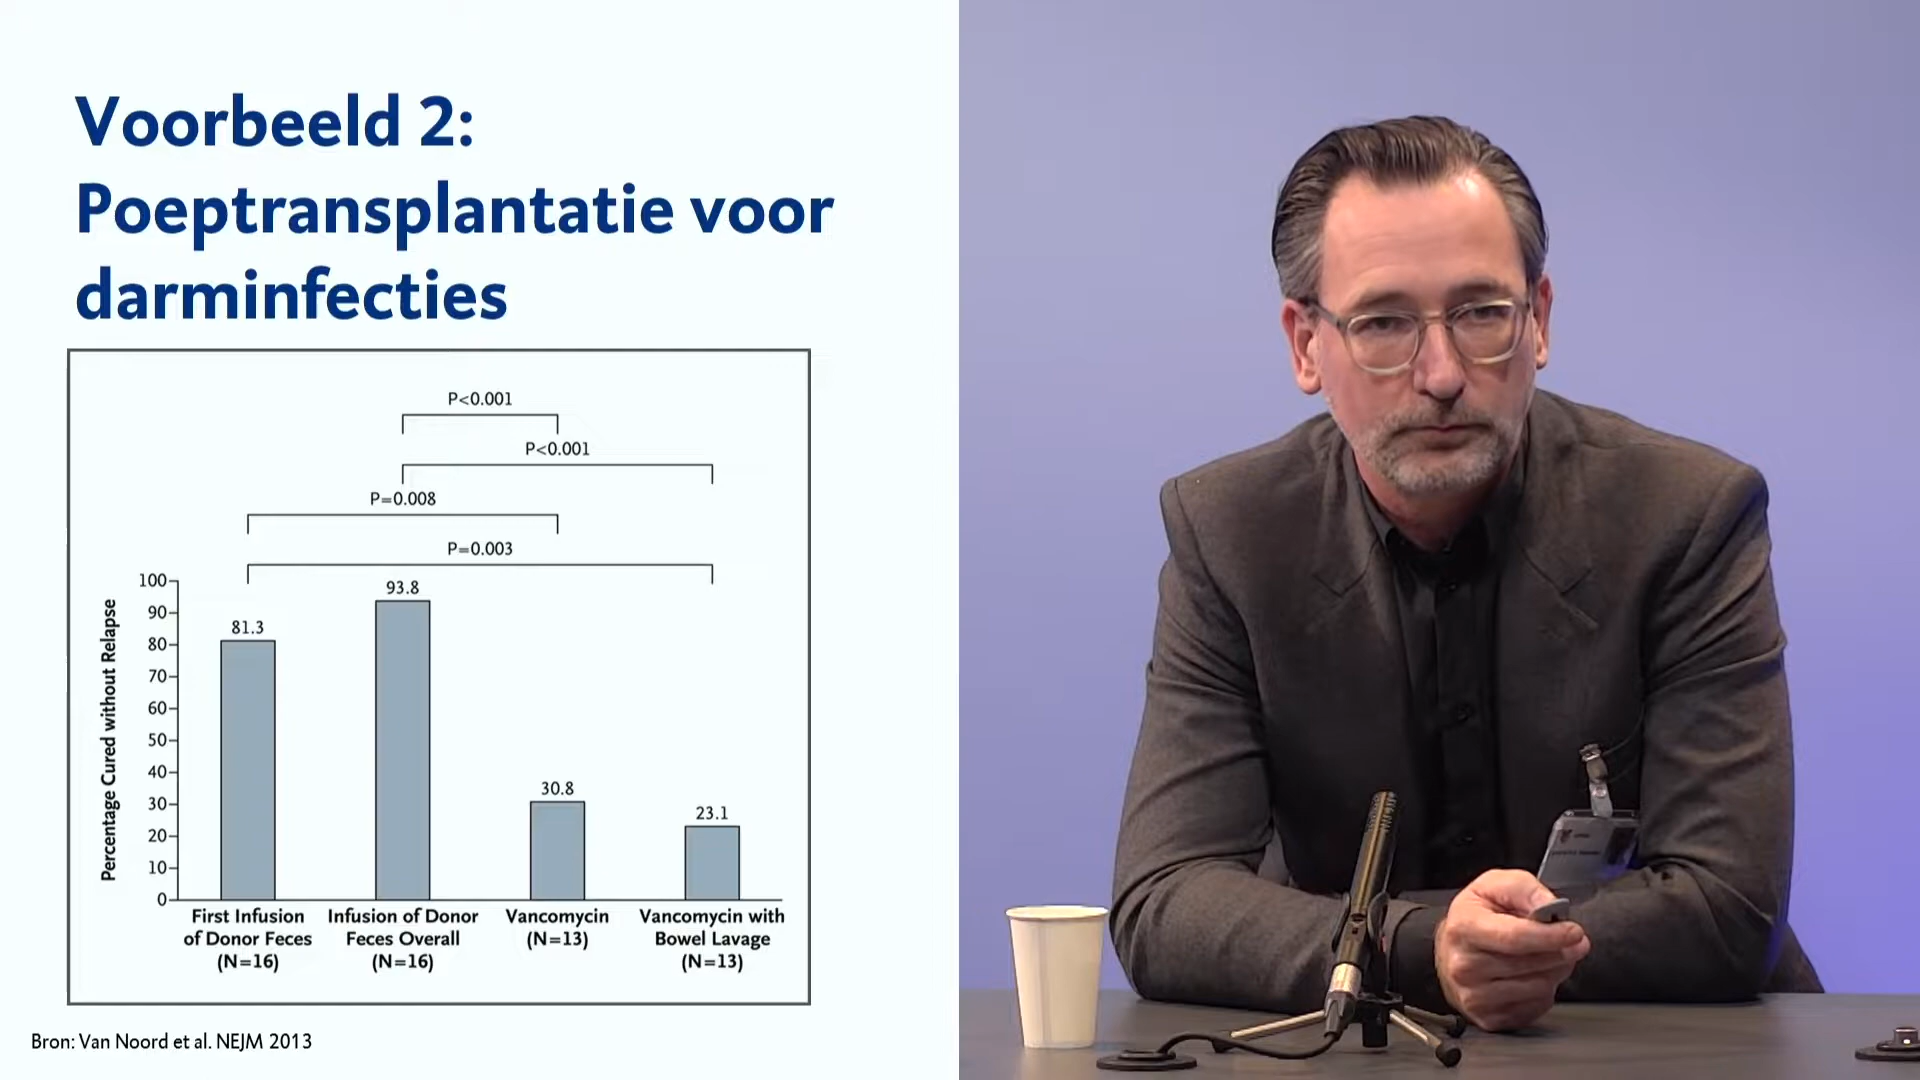 Voorbeeld 2:
Poeptransplantatie voor
darminfecties
P<0.001
P<0.001
P=0.008
P=0.003
Percentage Cured without Relapse
100
90
80
70
60
50
40
30
20
10
0
81.3
93.8
30.8
23.1
First Infusion
of Donor Feces
(N=16)
Infusion of Donor
Feces Overall
(N=16)
Vancomycin
(N=13)
Vancomycin with
Bowel Lavage
(N=13)
Bron: Van Noord et al. NEJM 2013